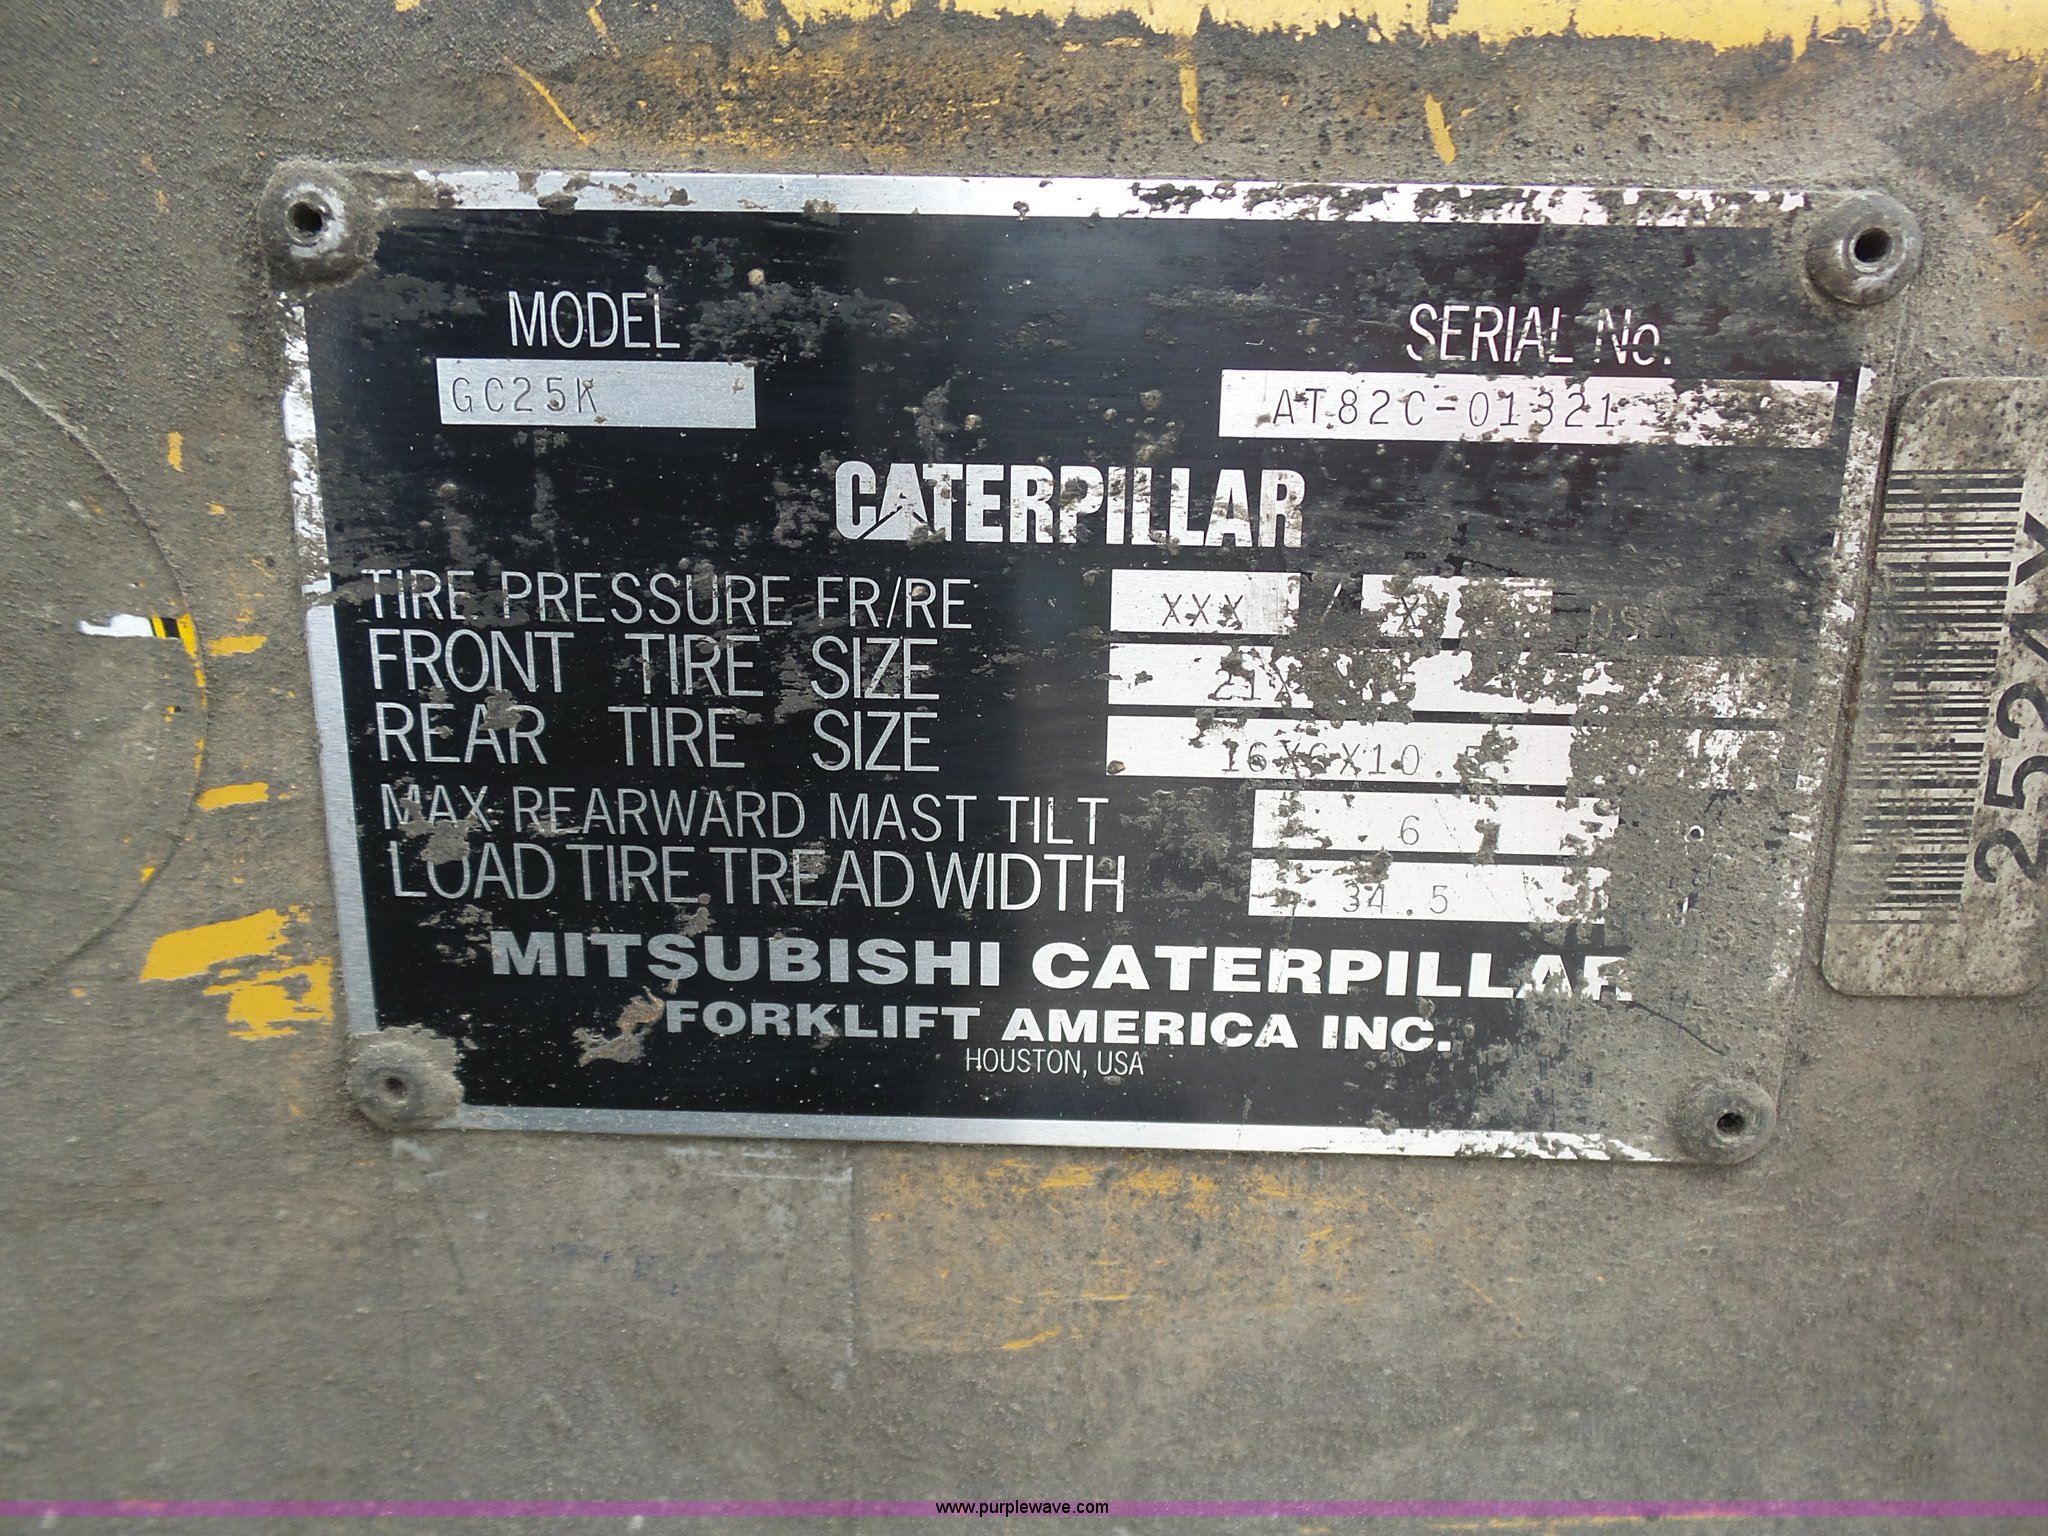 MODEL
SERIAL No.
GC25K
AT82C-01321
CATERPILLAR
TIRE PRESSURE FR/RE XXX /
FRONT TIRE SIZE
REAR TIRE SIZE 16X6X10.
MAX REARWARD MAST TILT 6
LOAD TIRE TREAD WIDTH 34.5
MITSUBISHI CATERPILLAR
FORKLIFT AMERICA INC.
HOUSTON, USA
www.purplewave.com